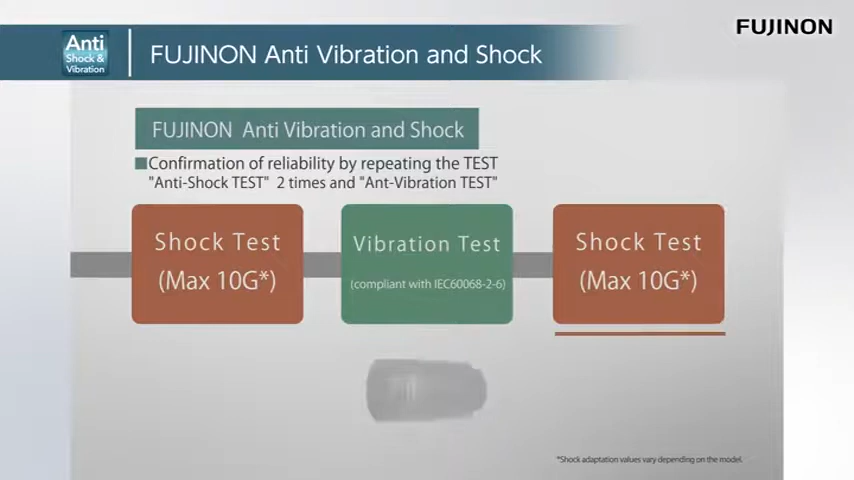 FUJINON
Anti
Shock &
Vibration
FUJINON Anti Vibration and Shock
FUJINON Anti Vibration and Shock
■Confirmation of reliability by repeating the TEST
"Anti-Shock TEST" 2 times and "Ant-Vibration TEST"
Shock Test
(Max 10G*)
Vibration Test
(compliant with IEC60068-2-6)
Shock Test
(Max 10G*)
*Shock adaptation values vary depending on the model.